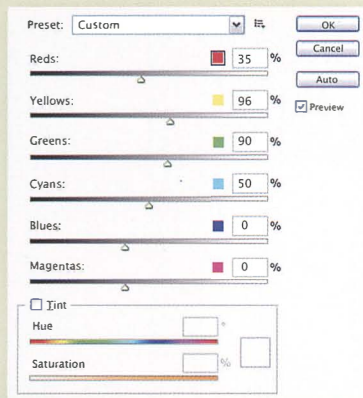 Preset: Custom
OK
Cancel
Auto
Preview
Reds: 35 %
Yellows: 96 %
Greens: 90 %
Cyans: 50 %
Blues: 0 %
Magentas: 0 %
Tint
Hue °
Saturation %